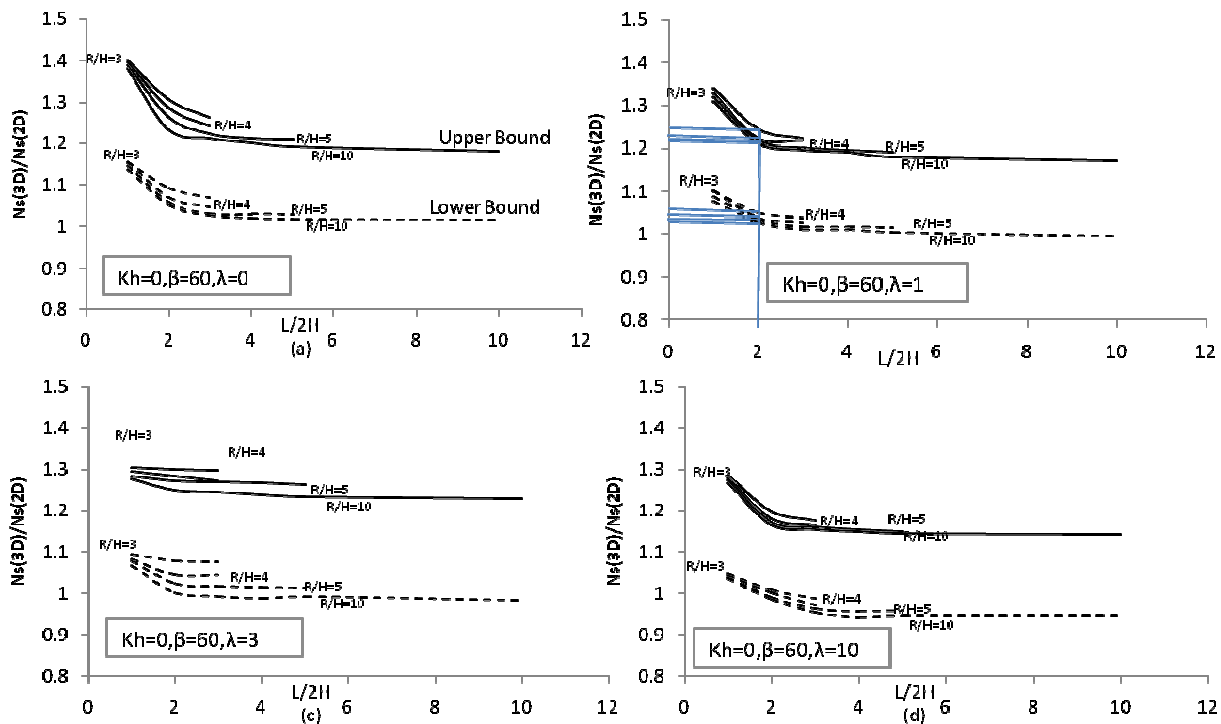 1.5
1.4
1.3
1.2
1.1
1
0.9
0.8
Ns(3D)/Ns(2D)
R/H=3
R/H=4
R/H=5
R/H=10
Upper Bound
R/H=3
R/H=4
R/H=5
R/H=10
Lower Bound
Kh=0,β=60,λ=0
0 2 4 6 8 10 12
L/2H
(a)
1.5
1.4
1.3
1.2
1.1
1
0.9
0.8
Ns(3D)/Ns(2D)
R/H=3
R/H=4
R/H=5
R/H=10
R/H=3
R/H=4
R/H=5
R/H=10
Kh=0,β=60,λ=1
0 2 4 6 8 10 12
L/2H
1.5
1.4
1.3
1.2
1.1
1
0.9
0.8
Ns(3D)/Ns(2D)
R/H=3
R/H=4
R/H=5
R/H=10
R/H=3
R/H=4
R/H=5
R/H=10
Kh=0,β=60,λ=3
0 2 4 6 8 10 12
L/2H
(c)
1.5
1.4
1.3
1.2
1.1
1
0.9
0.8
Ns(3D)/Ns(2D)
R/H=3
R/H=4
R/H=5
R/H=10
R/H=3
R/H=4
R/H=5
R/H=10
Kh=0,β=60,λ=10
0 2 4 6 8 10 12
L/2H
(d)